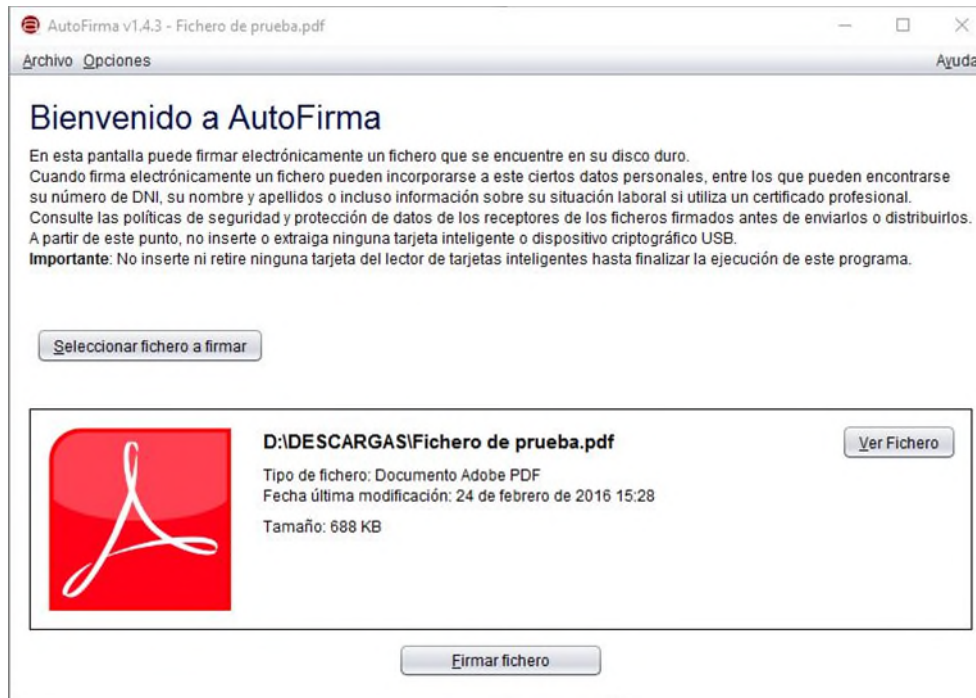 AutoFirma v1.4.3 - Fichero de prueba.pdf
Archivo Opciones Ayuda
Bienvenido a AutoFirma
En esta pantalla puede firmar electrónicamente un fichero que se encuentre en su disco duro.
Cuando firma electrónicamente un fichero pueden incorporarse a este ciertos datos personales, entre los que pueden encontrarse
su número de DNI, su nombre y apellidos o incluso información sobre su situación laboral si utiliza un certificado profesional.
Consulte las políticas de seguridad y protección de datos de los receptores de los ficheros firmados antes de enviarlos o distribuirlos.
A partir de este punto, no inserte o extraiga ninguna tarjeta inteligente o dispositivo criptográfico USB.
Importante: No inserte ni retire ninguna tarjeta del lector de tarjetas inteligentes hasta finalizar la ejecución de este programa.
Seleccionar fichero a firmar
D:\DESCARGAS\Fichero de prueba.pdf
Ver Fichero
Tipo de fichero: Documento Adobe PDF
Fecha última modificación: 24 de febrero de 2016 15:28
Tamaño: 688 KB
Firmar fichero